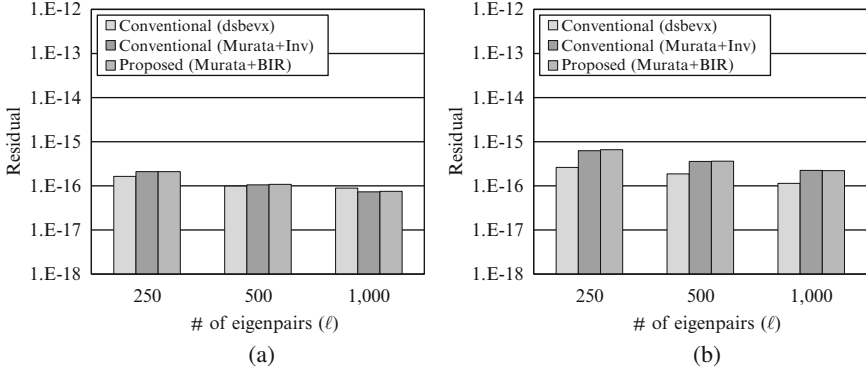 1.E-12
1.E-13
1.E-14
1.E-15
1.E-16
1.E-17
1.E-18
Residual
Conventional (dsbevx)
Conventional (Murata+Inv)
Proposed (Murata+BIR)
250 500 1,000
# of eigenpairs (ℓ)
(a)
1.E-12
1.E-13
1.E-14
1.E-15
1.E-16
1.E-17
1.E-18
Residual
Conventional (dsbevx)
Conventional (Murata+Inv)
Proposed (Murata+BIR)
250 500 1,000
# of eigenpairs (ℓ)
(b)